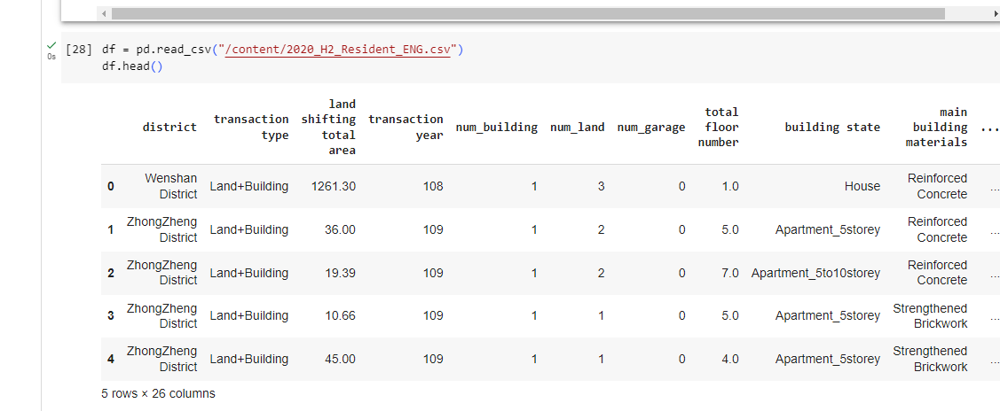 [28] df = pd.read_csv("/content/2020_H2_Resident_ENG.csv")
0s
df.head()
district transaction type land shifting total area transaction year num_building num_land num_garage total floor number building state main building materials ...
0 Wenshan District Land+Building 1261.30 108 1 3 0 1.0 House Reinforced Concrete ...
1 ZhongZheng District Land+Building 36.00 109 1 2 0 5.0 Apartment_5storey Reinforced Concrete ...
2 ZhongZheng District Land+Building 19.39 109 1 2 0 7.0 Apartment_5to10storey Reinforced Concrete ...
3 ZhongZheng District Land+Building 10.66 109 1 1 0 5.0 Apartment_5storey Strengthened Brickwork ...
4 ZhongZheng District Land+Building 45.00 109 1 1 0 4.0 Apartment_5storey Strengthened Brickwork ...
5 rows × 26 columns